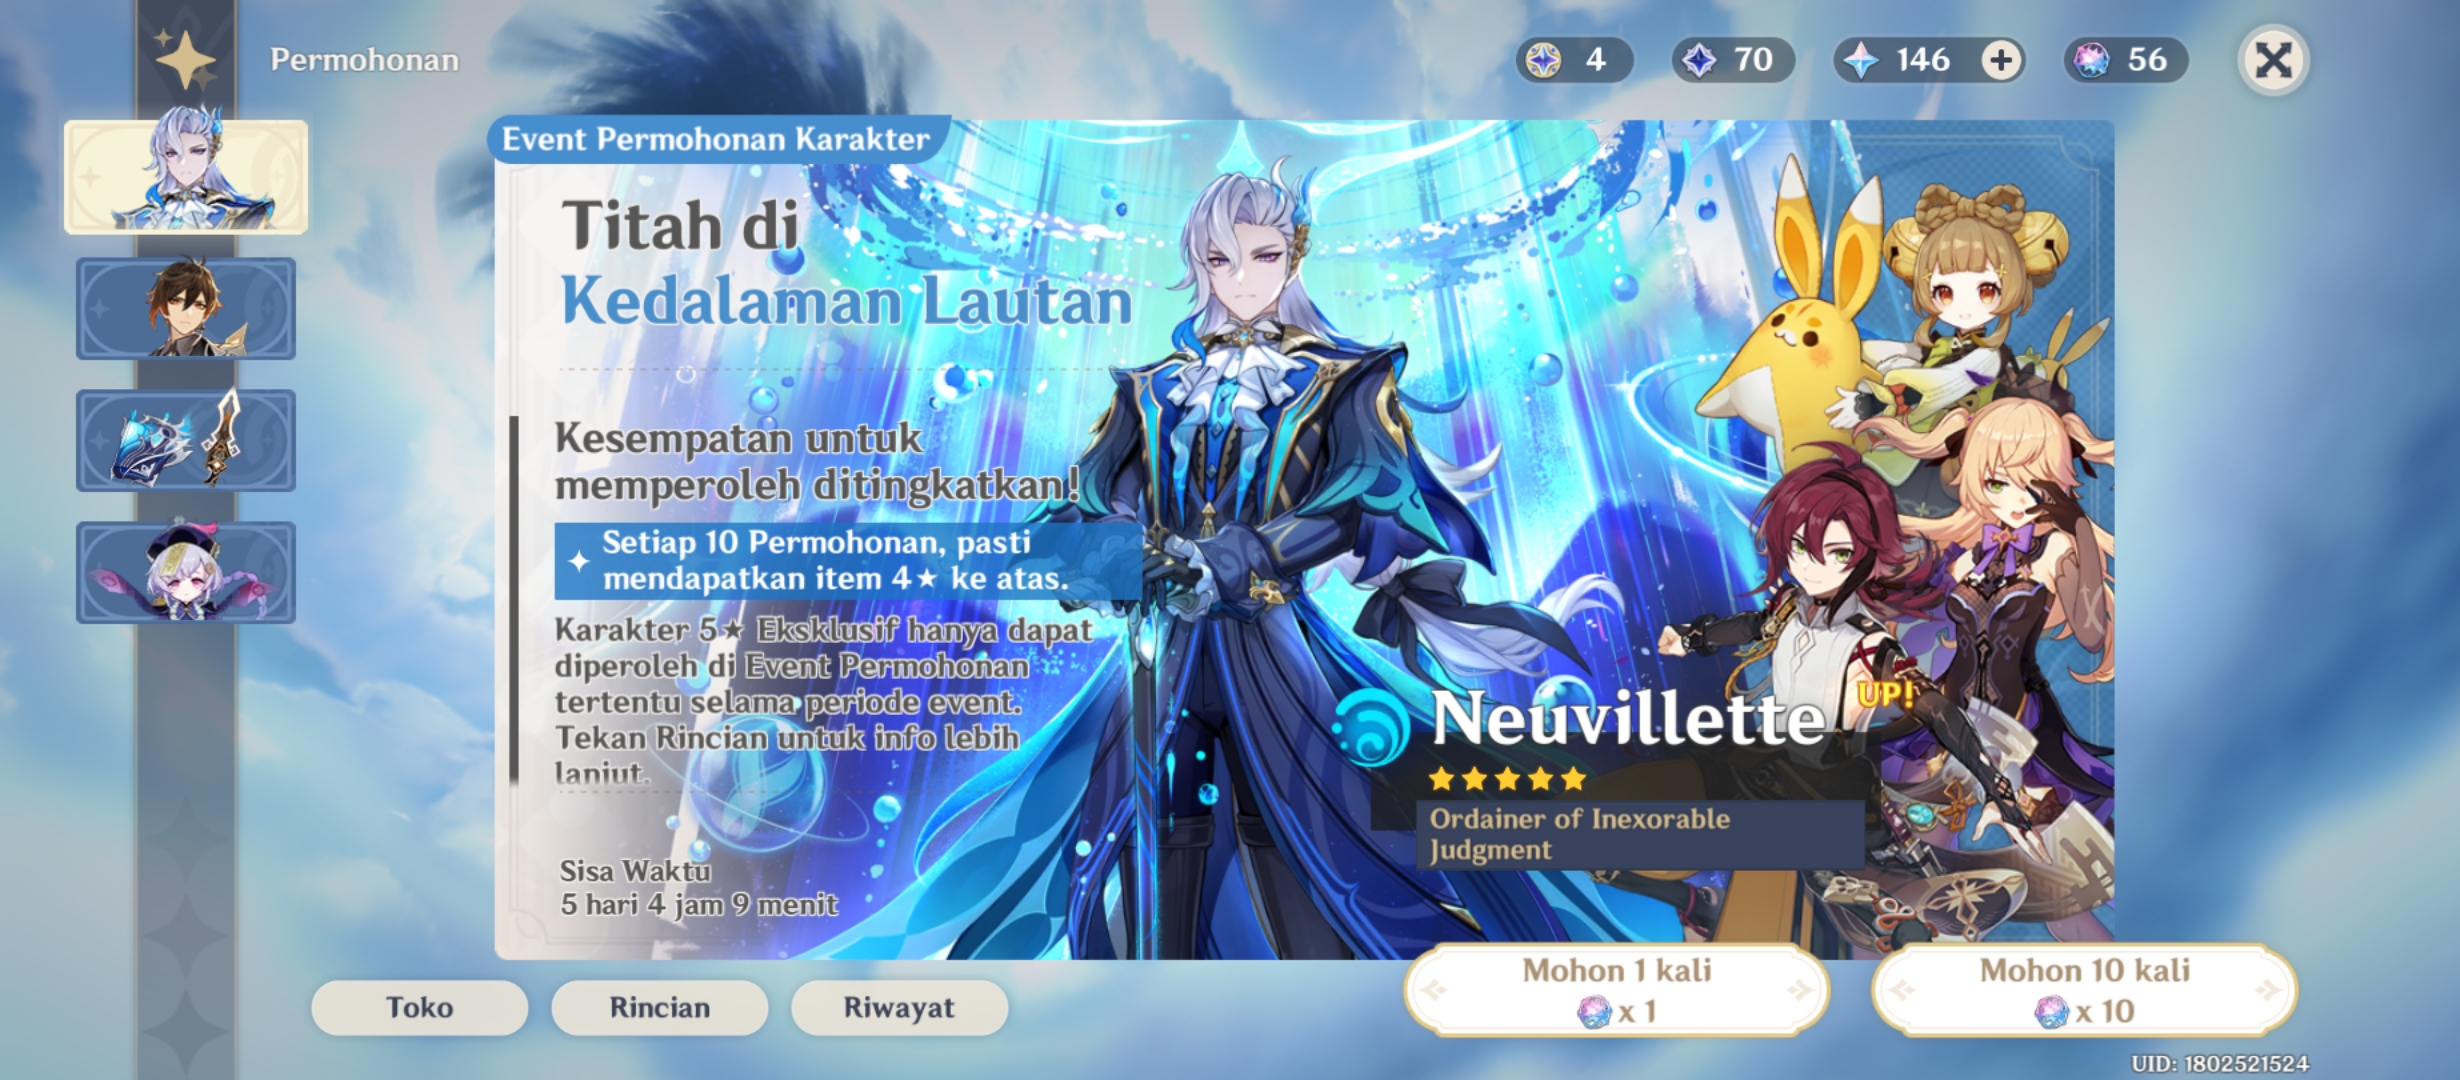 Permohonan
4
70
146
56
Event Permohonan Karakter
Titah di
Kedalaman Lautan
Kesempatan untuk
memperoleh ditingkatkan!
Setiap 10 Permohonan, pasti
mendapatkan item 4★ ke atas.
Karakter 5★ Eksklusif hanya dapat
diperoleh di Event Permohonan
tertentu selama periode event.
Tekan Rincian untuk info lebih
lanjut.
Sisa Waktu
5 hari 4 jam 9 menit
Neuvillette
UP!
Ordainer of Inexorable
Judgment
Toko
Rincian
Riwayat
Mohon 1 kali
x 1
Mohon 10 kali
x 10
UID: 1802521524